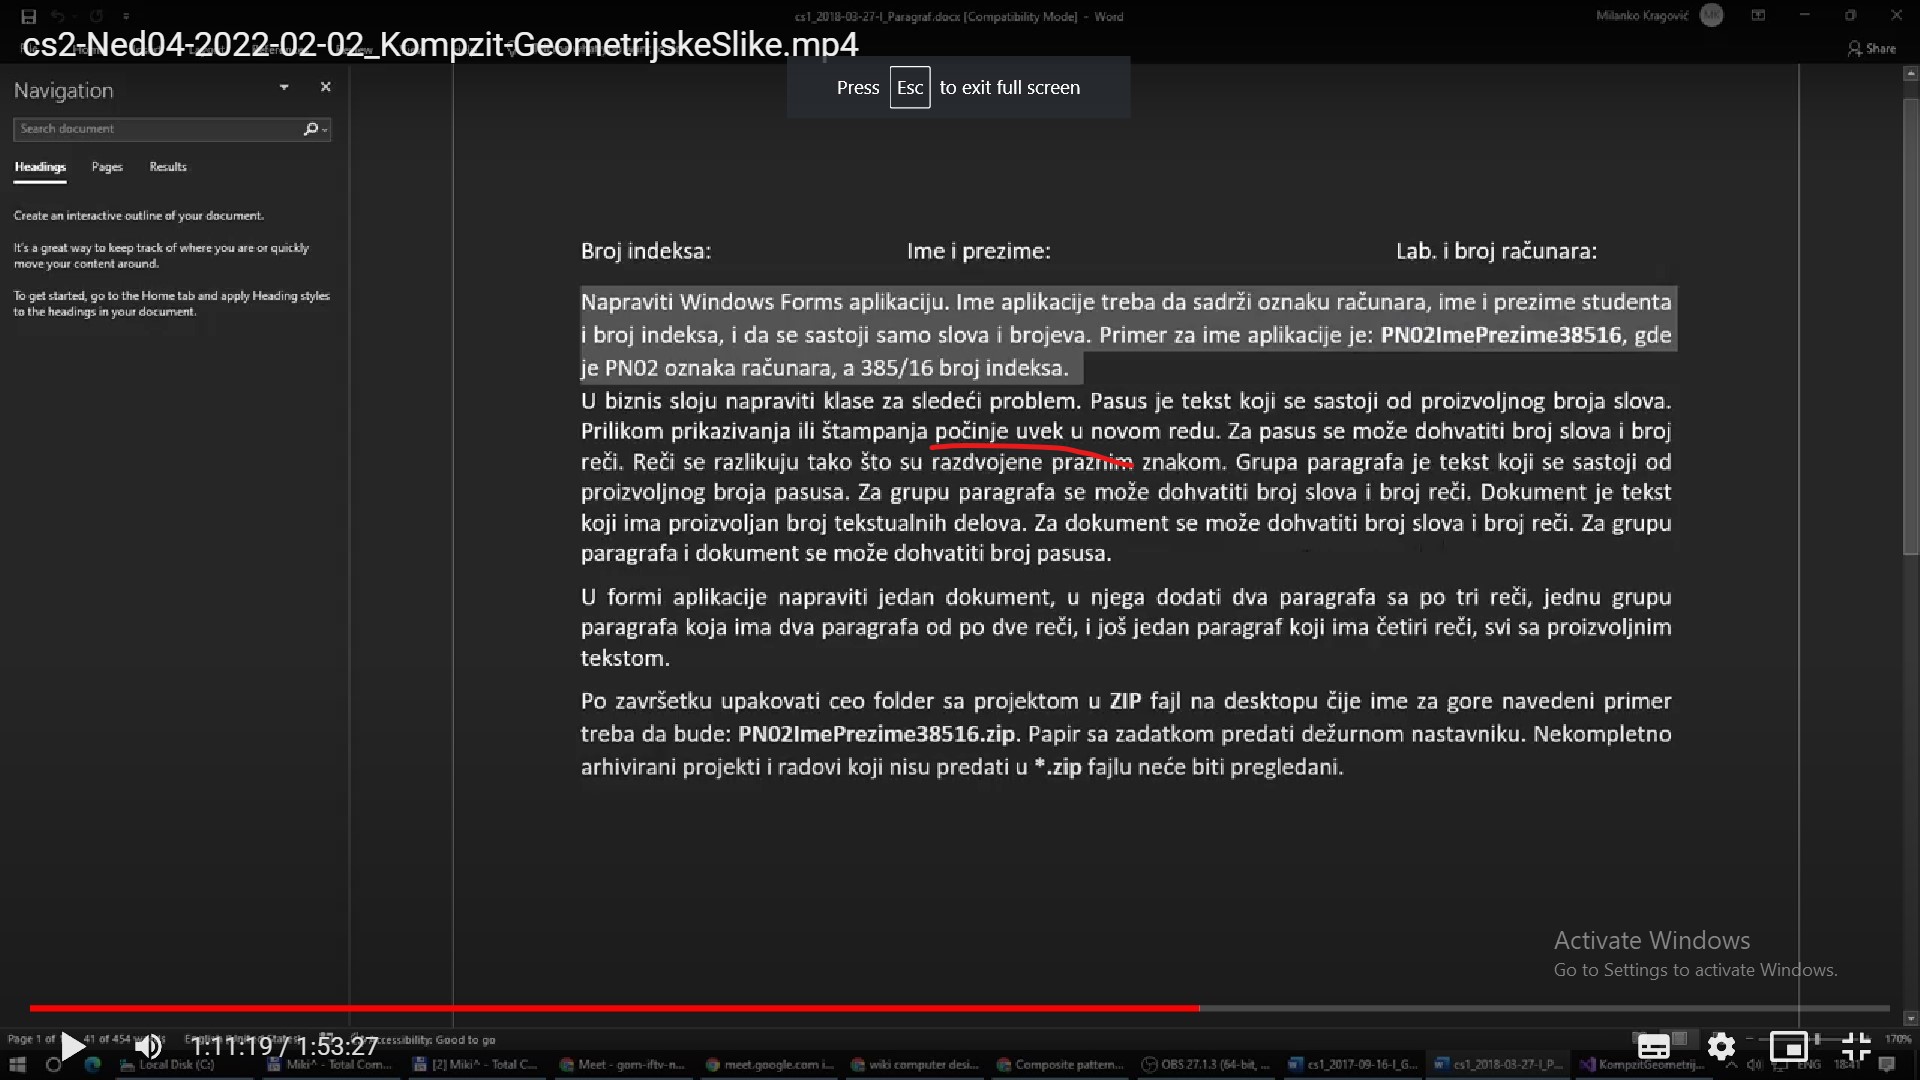 cs1_2018-03-27-I_Paragraf.docx [Compatibility Mode] - Word
Milanko Kragović
MK
cs2-Ned04-2022-02-02_Kompzit-GeometrijskeSlike.mp4
Share
Press Esc to exit full screen
Navigation
Search document
Headings Pages Results
Create an interactive outline of your document.
It's a great way to keep track of where you are or quickly
move your content around.
To get started, go to the Home tab and apply Heading styles
to the headings in your document.
Broj indeksa: Ime i prezime: Lab. i broj računara:
Napraviti Windows Forms aplikaciju. Ime aplikacije treba da sadrži oznaku računara, ime i prezime studenta
i broj indeksa, i da se sastoji samo slova i brojeva. Primer za ime aplikacije je: PN02ImePrezime38516, gde
je PN02 oznaka računara, a 385/16 broj indeksa.
U biznis sloju napraviti klase za sledeći problem. Pasus je tekst koji se sastoji od proizvoljnog broja slova.
Prilikom prikazivanja ili štampanja počinje uvek u novom redu. Za pasus se može dohvatiti broj slova i broj
reči. Reči se razlikuju tako što su razdvojene praznim znakom. Grupa paragrafa je tekst koji se sastoji od
proizvoljnog broja pasusa. Za grupu paragrafa se može dohvatiti broj slova i broj reči. Dokument je tekst
koji ima proizvoljan broj tekstualnih delova. Za dokument se može dohvatiti broj slova i broj reči. Za grupu
paragrafa i dokument se može dohvatiti broj pasusa.
U formi aplikacije napraviti jedan dokument, u njega dodati dva paragrafa sa po tri reči, jednu grupu
paragrafa koja ima dva paragrafa od po dve reči, i još jedan paragraf koji ima četiri reči, svi sa proizvoljnim
tekstom.
Po završetku upakovati ceo folder sa projektom u ZIP fajl na desktopu čije ime za gore navedeni primer
treba da bude: PN02ImePrezime38516.zip. Papir sa zadatkom predati dežurnom nastavniku. Nekompletno
arhivirani projekti i radovi koji nisu predati u *.zip fajlu neće biti pregledani.
Activate Windows
Go to Settings to activate Windows.
Page 1 of 41 of 454 English (United States) Accessibility: Good to go 170%
1:11:19 / 1:53:27
Local Disk (C:) Miki^ - Total Com... [2] Miki^ - Total C... Meet - gom-iftv-n... meet.google.com i... wiki computer desi... Composite pattern... OBS 27.1.3 (64-bit, ... cs1_2017-09-16-I_G... cs1_2018-03-27-I_P... KompzitGeometrij... ENG 18:41